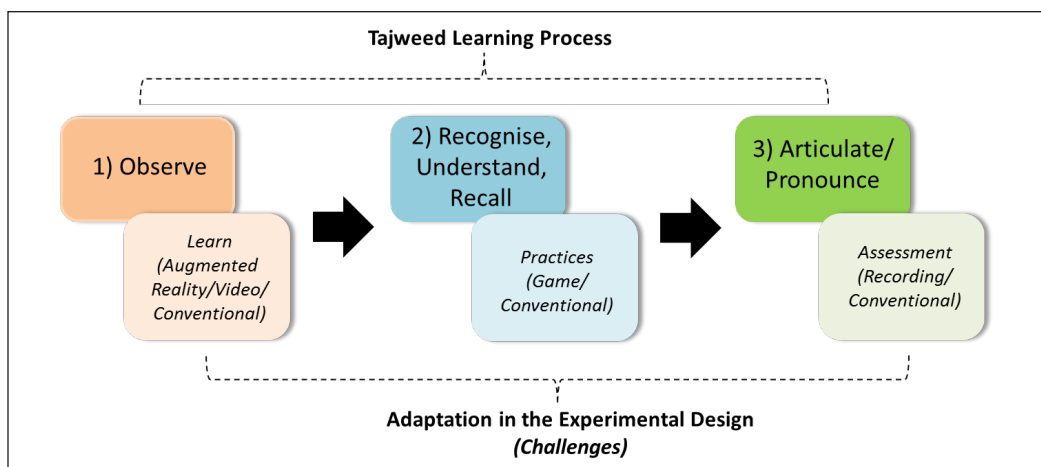 Tajweed Learning Process
1) Observe
Learn
(Augmented
Reality/Video/
Conventional)
2) Recognise,
Understand,
Recall
Practices
(Game/
Conventional)
3) Articulate/
Pronounce
Assessment
(Recording/
Conventional)
Adaptation in the Experimental Design
(Challenges)